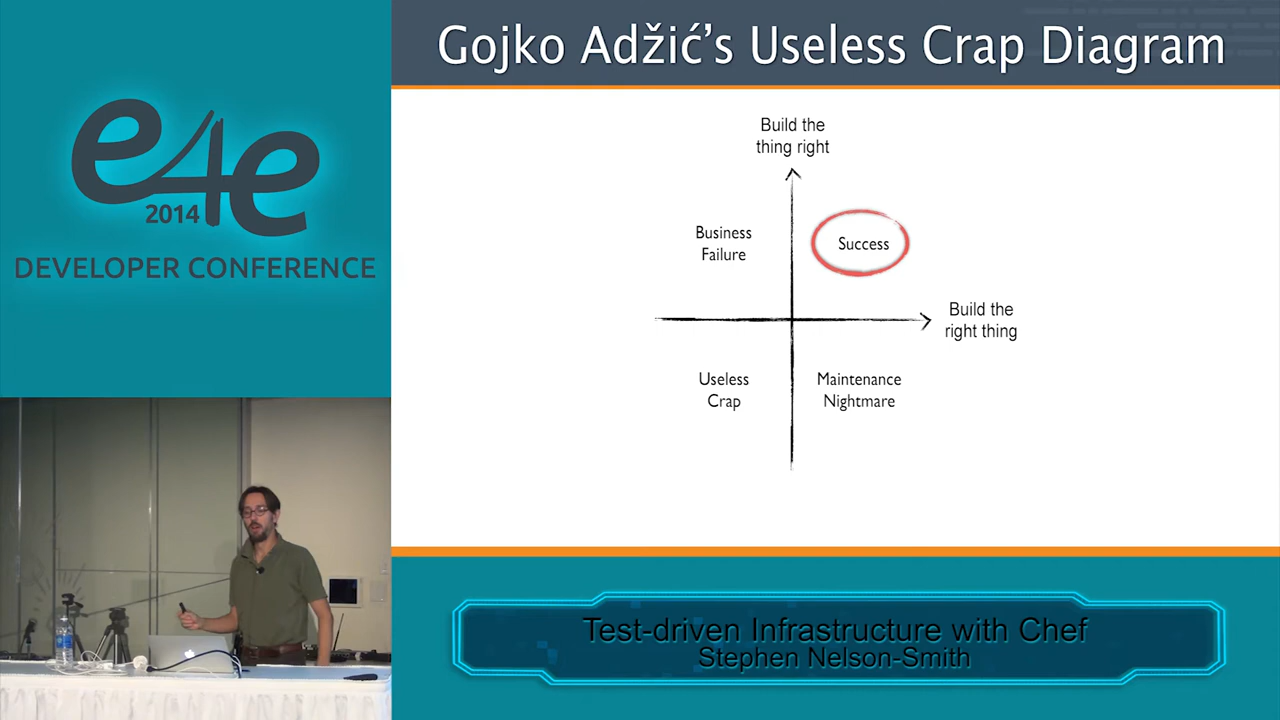 e4e
2014
DEVELOPER CONFERENCE
Gojko Adžić’s Useless Crap Diagram
Build the
thing right
Business
Failure
Success
Build the
right thing
Useless
Crap
Maintenance
Nightmare
Test-driven Infrastructure with Chef
Stephen Nelson-Smith